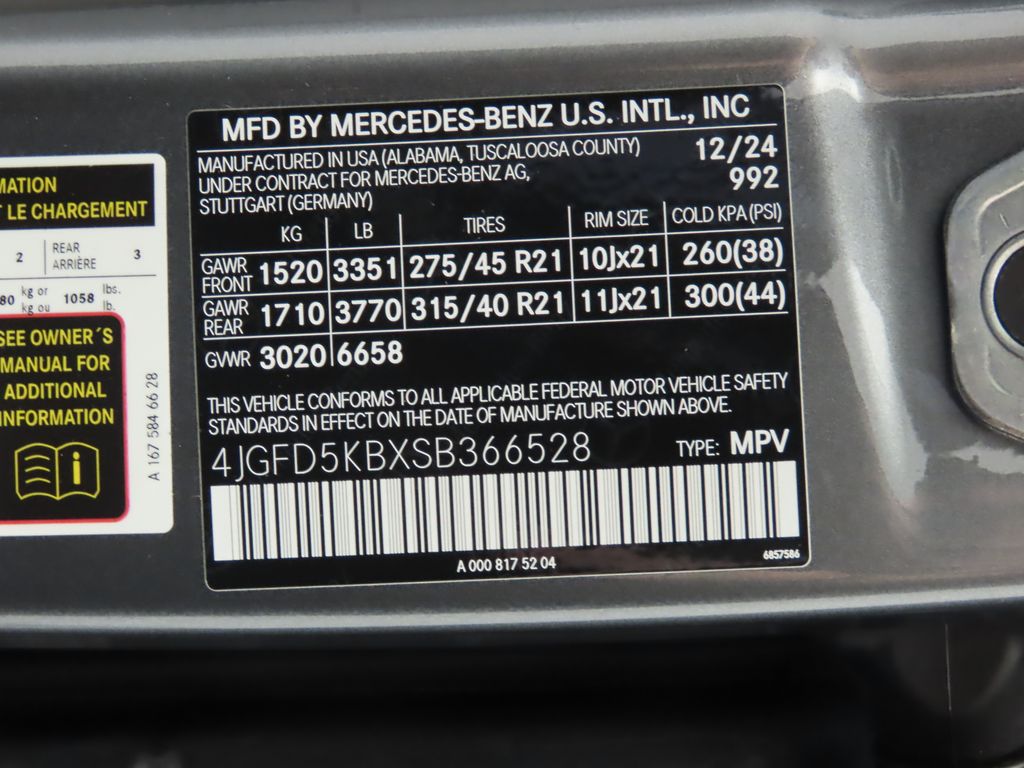 MATION
T LE CHARGEMENT
2 REAR ARRIÈRE 3
80 kg or kg ou 1058 lbs. lb.
SEE OWNER´S
MANUAL FOR
ADDITIONAL
INFORMATION
A 167 584 66 28
MFD BY MERCEDES-BENZ U.S. INTL., INC
MANUFACTURED IN USA (ALABAMA, TUSCALOOSA COUNTY) 12/24
UNDER CONTRACT FOR MERCEDES-BENZ AG, 992
STUTTGART (GERMANY)
KG LB TIRES RIM SIZE COLD KPA (PSI)
GAWR FRONT 1520 3351 275/45 R21 10Jx21 260(38)
GAWR REAR 1710 3770 315/40 R21 11Jx21 300(44)
GVWR 3020 6658
THIS VEHICLE CONFORMS TO ALL APPLICABLE FEDERAL MOTOR VEHICLE SAFETY
STANDARDS IN EFFECT ON THE DATE OF MANUFACTURE SHOWN ABOVE.
4JGFD5KBXSB366528 TYPE: MPV
A 000 817 52 04
6857586